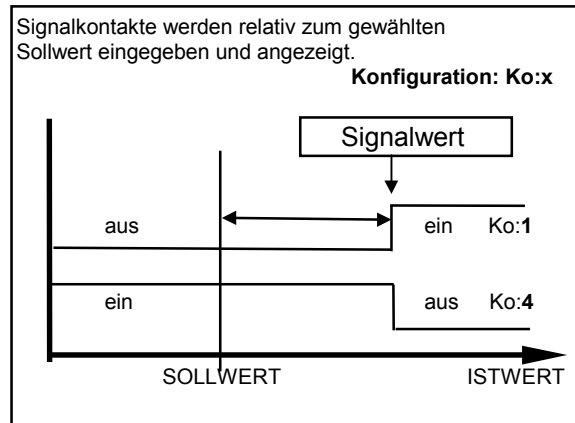 Signalkontakte werden relativ zum gewählten
Sollwert eingegeben und angezeigt.
Konfiguration: Ko:x
Signalwert
aus ein Ko:1
ein aus Ko:4
SOLLWERT ISTWERT